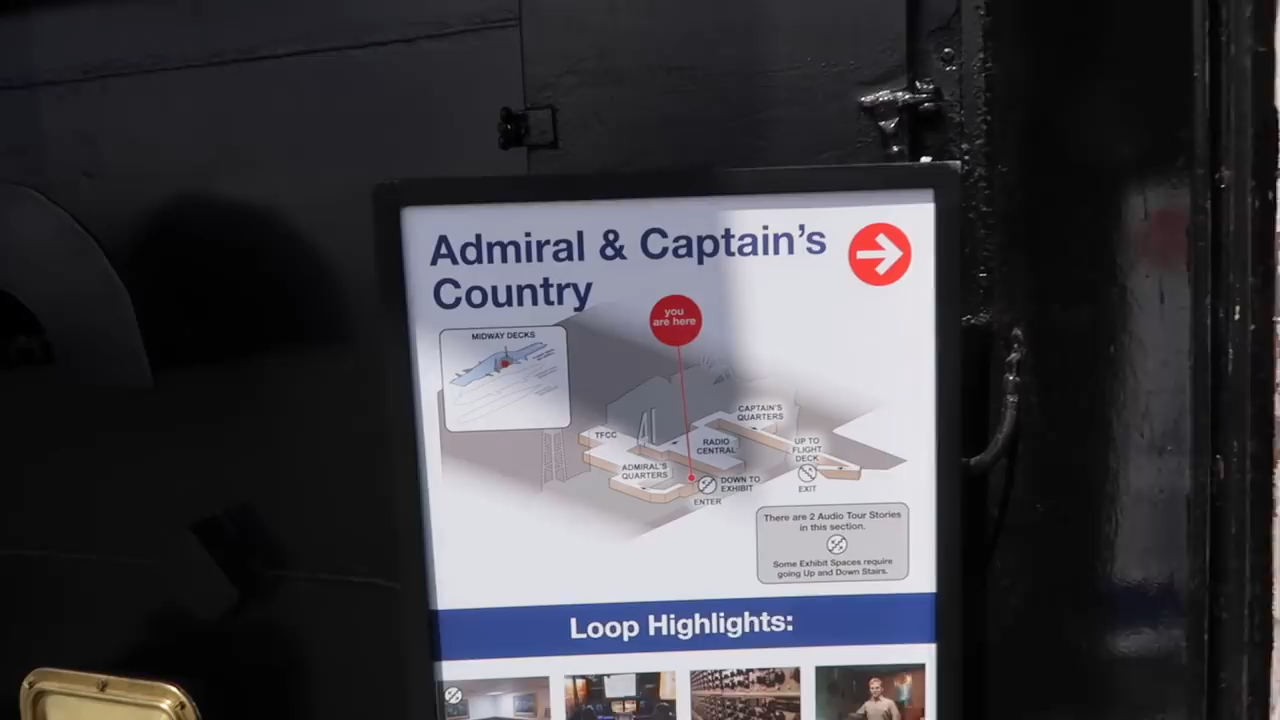 Admiral & Captain's
Country
you
are here
MIDWAY DECKS
CAPTAIN'S
QUARTERS
TFCC
RADIO
CENTRAL
UP TO
FLIGHT
DECK
ADMIRAL'S
QUARTERS
DOWN TO
EXHIBIT
EXIT
ENTER
There are 2 Audio Tour Stories
in this section.
Some Exhibit Spaces require
going Up and Down Stairs.
Loop Highlights: